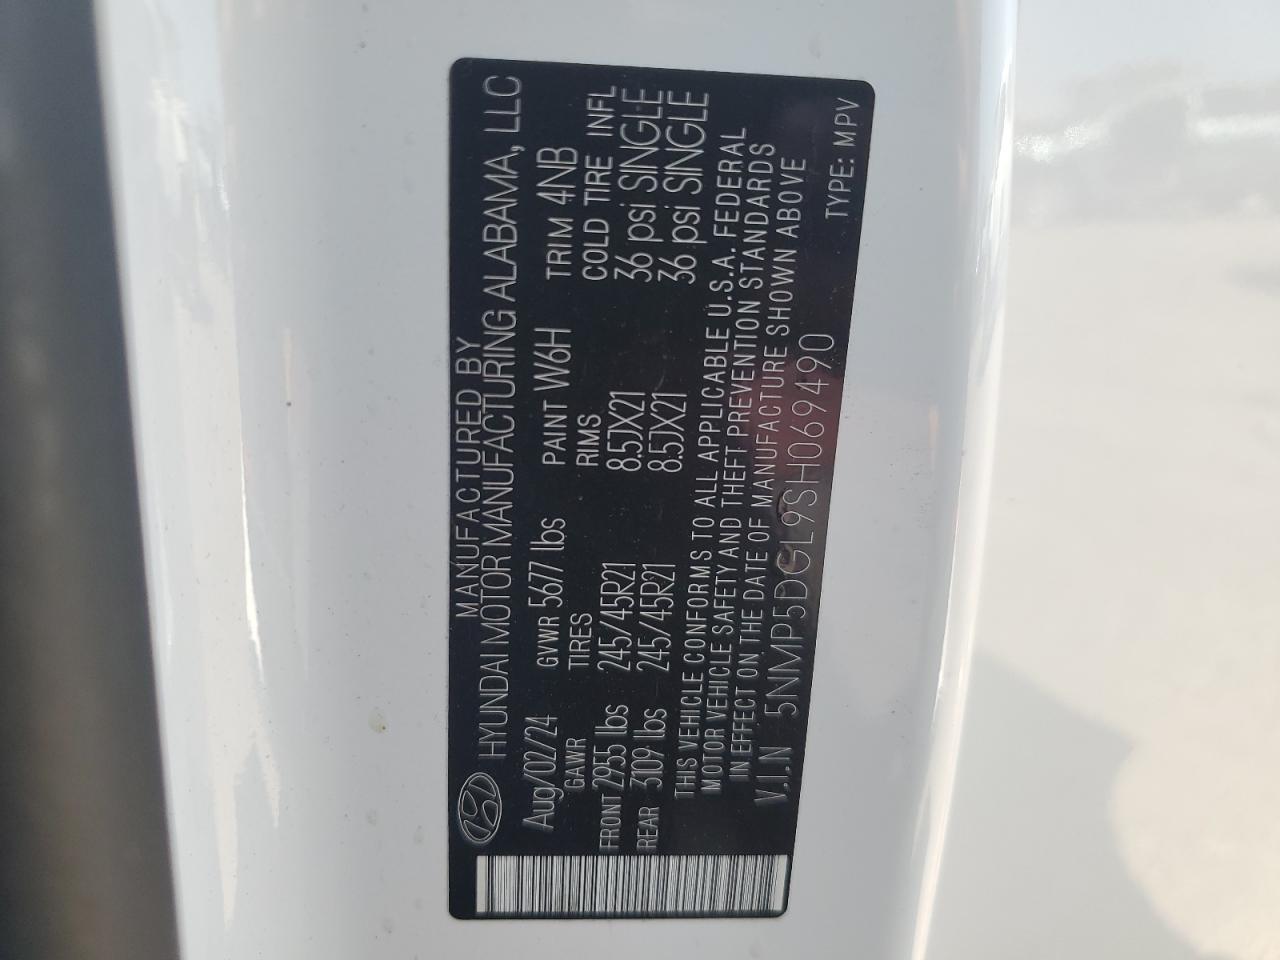 MANUFACTURED BY
HYUNDAI MOTOR MANUFACTURING ALABAMA, LLC
Aug/02/24 GVWR 5677 lbs PAINT W6H TRIM 4NB
GAWR TIRES RIMS COLD TIRE INFL
FRONT 2955 lbs 245/45R21 8.5JX21 36 psi SINGLE
REAR 3109 lbs 245/45R21 8.5JX21 36 psi SINGLE
THIS VEHICLE CONFORMS TO ALL APPLICABLE U.S.A. FEDERAL
MOTOR VEHICLE SAFETY AND THEFT PREVENTION STANDARDS
IN EFFECT ON THE DATE OF MANUFACTURE SHOWN ABOVE
V.I.N 5NMP5DGL9SH069490 TYPE: MPV